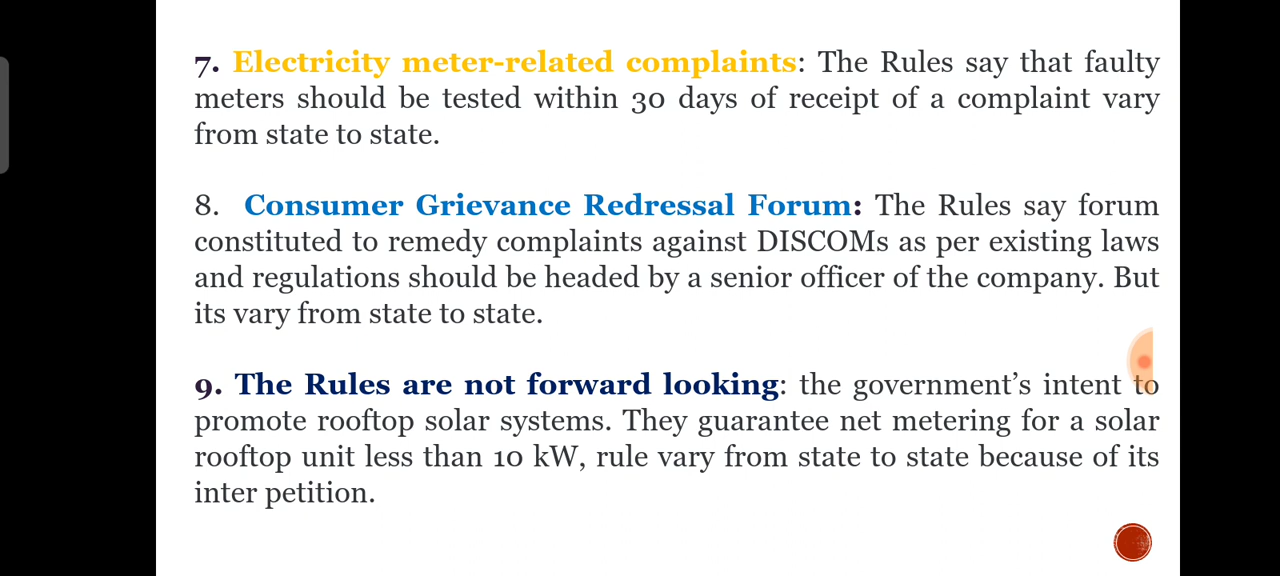 7. Electricity meter-related complaints: The Rules say that faulty
meters should be tested within 30 days of receipt of a complaint vary
from state to state.
8. Consumer Grievance Redressal Forum: The Rules say forum
constituted to remedy complaints against DISCOMs as per existing laws
and regulations should be headed by a senior officer of the company. But
its vary from state to state.
9. The Rules are not forward looking: the government’s intent to
promote rooftop solar systems. They guarantee net metering for a solar
rooftop unit less than 10 kW, rule vary from state to state because of its
inter petition.